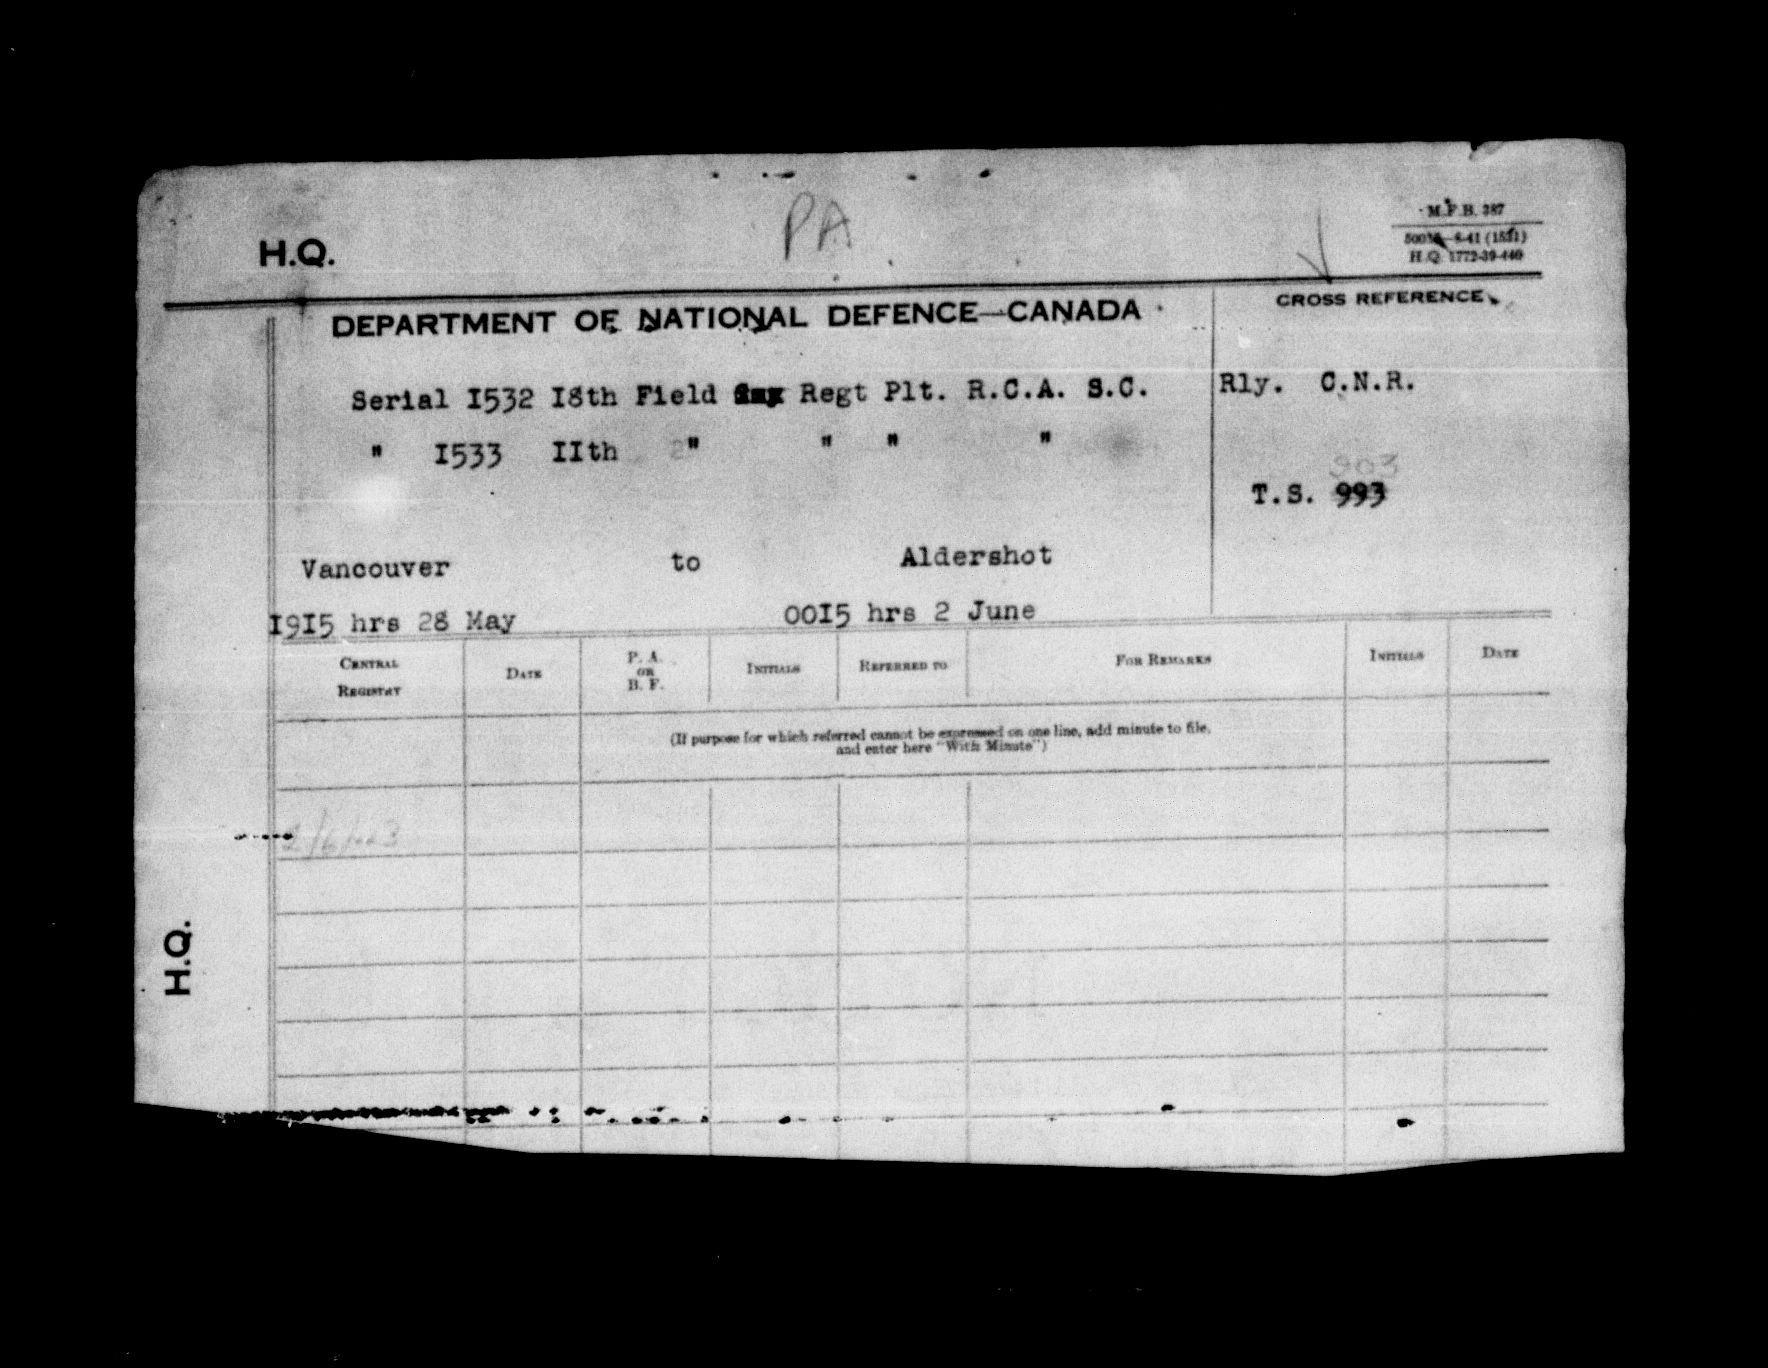 PA
M.F.B. 387
H.Q. 1772-39-440
H.Q.
DEPARTMENT OF NATIONAL DEFENCE—CANADA
CROSS REFERENCE
Serial I532 I8th Field Regt Plt. R.C.A. S.C.
Rly. C.N.R.
" I533 IIth " " " "
903
T.S. 993
Vancouver to Aldershot
I9I5 hrs 28 May 00I5 hrs 2 June
CENTRAL REGISTRY DATE P. A. OR B. F. INITIALS REFERRED TO FOR REMARKS INITIALS DATE
(If purpose for which referred cannot be expressed on one line, add minute to file,
and enter here "With Minute")
H.Q.